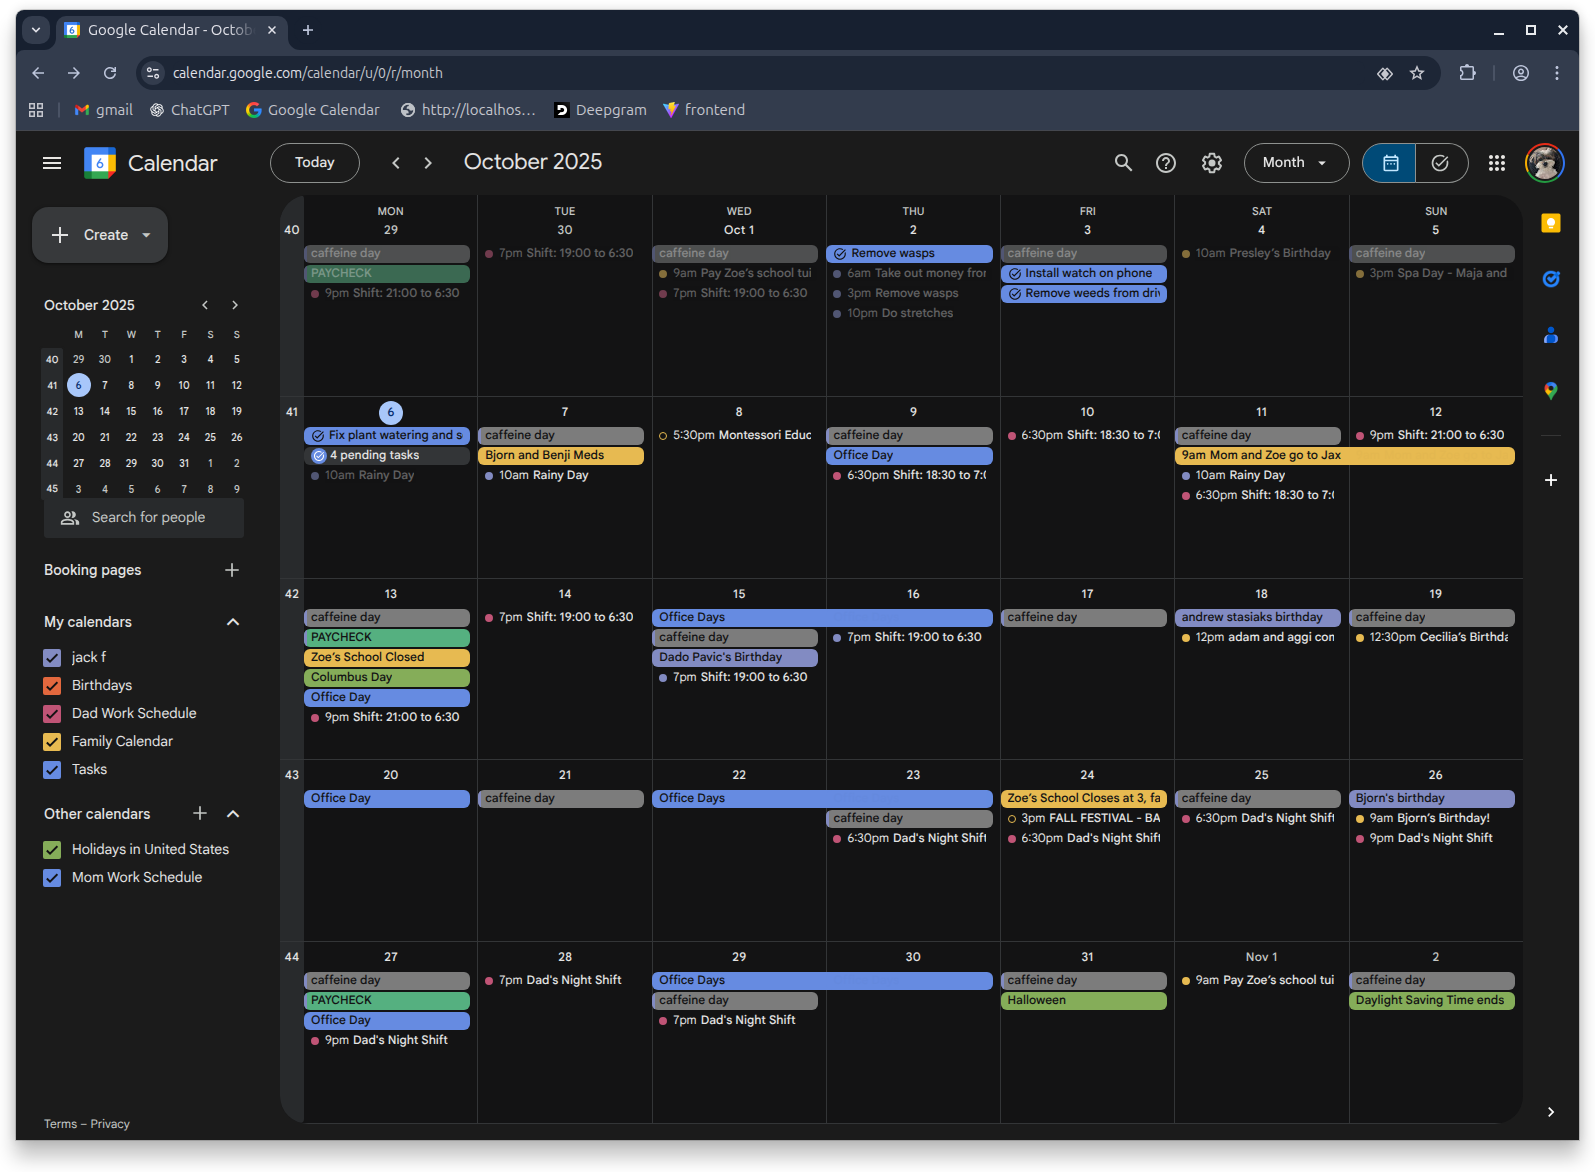 Google Calendar - Octob
calendar.google.com/calendar/u/0/r/month
gmail ChatGPT Google Calendar http://localhos... Deepgram frontend
6 Calendar Today October 2025 Month
Create
October 2025
M T W T F S S
40 29 30 1 2 3 4 5
41 6 7 8 9 10 11 12
42 13 14 15 16 17 18 19
43 20 21 22 23 24 25 26
44 27 28 29 30 31 1 2
45 3 4 5 6 7 8 9
Search for people
Booking pages
My calendars
jack f
Birthdays
Dad Work Schedule
Family Calendar
Tasks
Other calendars
Holidays in United States
Mom Work Schedule
Terms – Privacy
MON TUE WED THU FRI SAT SUN
40 29 30 Oct 1 2 3 4 5
caffeine day
PAYCHECK
9pm Shift: 21:00 to 6:30
7pm Shift: 19:00 to 6:30
caffeine day
9am Pay Zoe's school tui
7pm Shift: 19:00 to 6:30
Remove wasps
6am Take out money fror
3pm Remove wasps
10pm Do stretches
caffeine day
Install watch on phone
Remove weeds from driv
10am Presley's Birthday
caffeine day
3pm Spa Day - Maja and
41 6 7 8 9 10 11 12
Fix plant watering and s
4 pending tasks
10am Rainy Day
caffeine day
Bjorn and Benji Meds
10am Rainy Day
5:30pm Montessori Educ
caffeine day
Office Day
6:30pm Shift: 18:30 to 7:0
6:30pm Shift: 18:30 to 7:0
caffeine day
9am Mom and Zoe go to Jax
10am Rainy Day
6:30pm Shift: 18:30 to 7:0
9pm Shift: 21:00 to 6:30
42 13 14 15 16 17 18 19
caffeine day
PAYCHECK
Zoe's School Closed
Columbus Day
Office Day
9pm Shift: 21:00 to 6:30
7pm Shift: 19:00 to 6:30
Office Days
caffeine day
Dado Pavic's Birthday
7pm Shift: 19:00 to 6:30
7pm Shift: 19:00 to 6:30
caffeine day
andrew stasiaks birthday
12pm adam and aggi com
caffeine day
12:30pm Cecilia's Birthda
43 20 21 22 23 24 25 26
Office Day
caffeine day
Office Days
caffeine day
6:30pm Dad's Night Shift
Zoe's School Closes at 3, fa
3pm FALL FESTIVAL - BA
6:30pm Dad's Night Shift
caffeine day
6:30pm Dad's Night Shift
Bjorn's birthday
9am Bjorn's Birthday!
9pm Dad's Night Shift
44 27 28 29 30 31 Nov 1 2
caffeine day
PAYCHECK
Office Day
9pm Dad's Night Shift
7pm Dad's Night Shift
Office Days
caffeine day
7pm Dad's Night Shift
caffeine day
Halloween
9am Pay Zoe's school tui
caffeine day
Daylight Saving Time ends